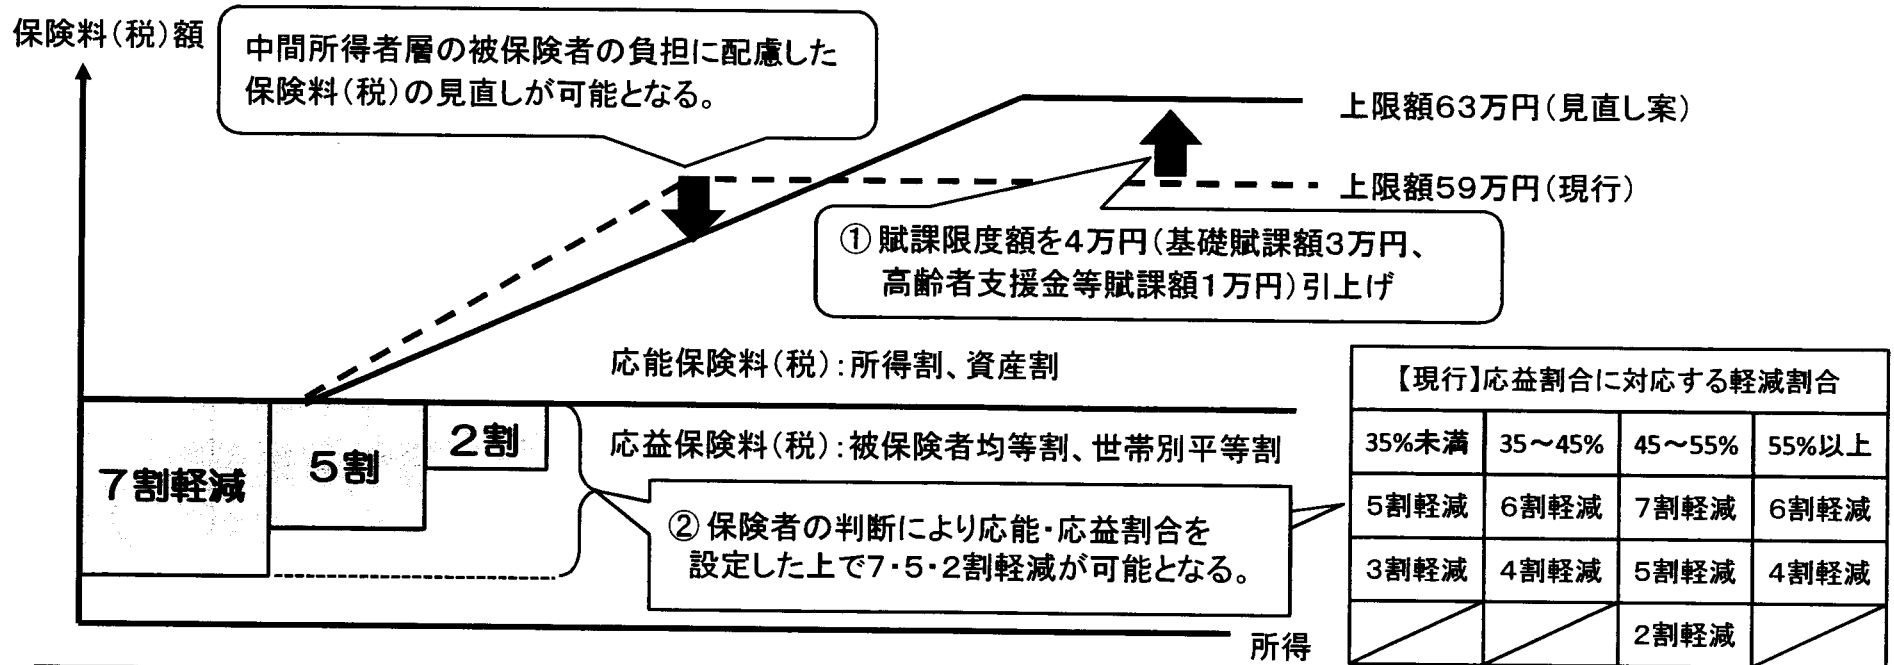 保険料(税)額
中間所得者層の被保険者の負担に配慮した
保険料(税)の見直しが可能となる。
上限額63万円(見直し案)
上限額59万円(現行)
① 賦課限度額を4万円(基礎賦課額3万円、
高齢者支援金等賦課額1万円)引上げ
応能保険料(税):所得割、資産割
応益保険料(税):被保険者均等割、世帯別平等割
7割軽減
5割
2割
② 保険者の判断により応能・応益割合を
設定した上で7・5・2割軽減が可能となる。
所得
【現行】応益割合に対応する軽減割合
35%未満 35～45% 45～55% 55%以上
5割軽減 6割軽減 7割軽減 6割軽減
3割軽減 4割軽減 5割軽減 4割軽減
2割軽減